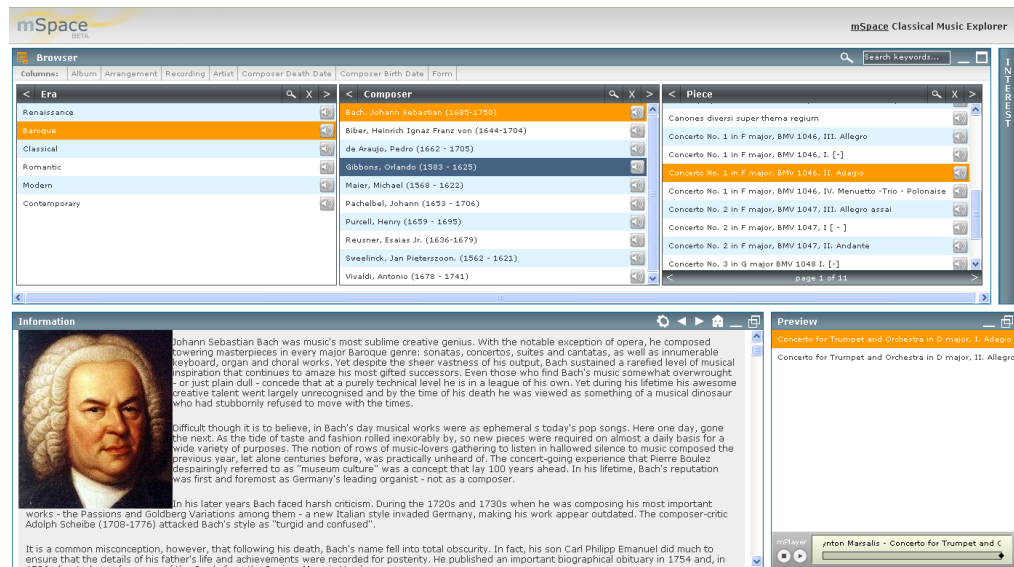 mSpace
BETA
mSpace Classical Music Explorer
Browser
Search keywords...
Columns: Album Arrangement Recording Artist Composer Death Date Composer Birth Date Form
< Era X >
Renaissance
Baroque
Classical
Romantic
Modern
Contemporary
< Composer X >
Bach, Johann Sebastian (1685-1750)
Biber, Heinrich Ignaz Franz von (1644-1704)
de Araujo, Pedro (1662 - 1705)
Gibbons, Orlando (1583 - 1625)
Maier, Michael (1568 - 1622)
Pachelbel, Johann (1653 - 1706)
Purcell, Henry (1659 - 1695)
Reusner, Esaias Jr. (1636-1679)
Sweelinck, Jan Pieterszoon. (1562 - 1621)
Vivaldi, Antonio (1678 - 1741)
< Piece X >
Canones diversi super thema regium
Concerto No. 1 in F major, BMV 1046, III. Allegro
Concerto No. 1 in F major, BMV 1046, I. [-]
Concerto No. 1 in F major, BMV 1046, II. Adagio
Concerto No. 1 in F major, BMV 1046, IV. Menuetto -Trio - Polonaise
Concerto No. 2 in F major, BMV 1047, III. Allegro assai
Concerto No. 2 in F major, BMV 1047, I [ - ]
Concerto No. 2 in F major, BMV 1047, II. Andante
Concerto No. 3 in G major BMV 1048 I. [-]
< page 1 of 11 >
INTEREST
Information
Johann Sebastian Bach was music's most sublime creative genius. With the notable exception of opera, he composed
towering masterpieces in every major Baroque genre: sonatas, concertos, suites and cantatas, as well as innumerable
keyboard, organ and choral works. Yet despite the sheer vastness of his output, Bach sustained a rarefied level of musical
inspiration that continues to amaze his most gifted successors. Even those who find Bach's music somewhat overwrought
- or just plain dull - concede that at a purely technical level he is in a league of his own. Yet during his lifetime his awesome
creative talent went largely unrecognised and by the time of his death he was viewed as something of a musical dinosaur
who had stubbornly refused to move with the times.
Difficult though it is to believe, in Bach's day musical works were as ephemeral s today's pop songs. Here one day, gone
the next. As the tide of taste and fashion rolled inexorably by, so new pieces were required on almost a daily basis for a
wide variety of purposes. The notion of rows of music-lovers gathering to listen in hallowed silence to music composed the
previous year, let alone centuries before, was practically unheard of. The concert-going experience that Pierre Boulez
despairingly referred to as "museum culture" was a concept that lay 100 years ahead. In his lifetime, Bach's reputation
was first and foremost as Germany's leading organist - not as a composer.
In his later years Bach faced harsh criticism. During the 1720s and 1730s when he was composing his most important
works - the Passions and Goldberg Variations among them - a new Italian style invaded Germany, making his work appear outdated. The composer-critic
Adolph Scheibe (1708-1776) attacked Bach's style as "turgid and confused".
It is a common misconception, however, that following his death, Bach's name fell into total obscurity. In fact, his son Carl Philipp Emanuel did much to
ensure that the details of his father's life and achievements were recorded for posterity. He published an important biographical obituary in 1754 and, in
Preview
Concerto for Trumpet and Orchestra in D major, I. Adagio
Concerto for Trumpet and Orchestra in D major, II. Allegro
mPlayer
ynton Marsalis - Concerto for Trumpet and